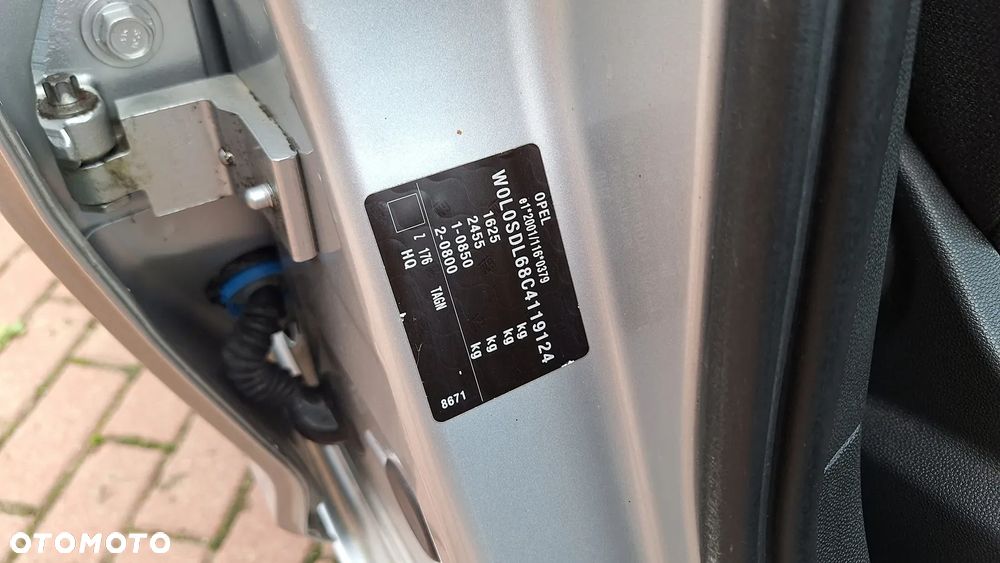 OPEL
e1*2001/116*0379
W0L0SDL68C4119124
1625 kg
2455 kg
1-0850 kg
2-0800 kg
Z 176 TAGN 8671
HQ
OTOMOTO